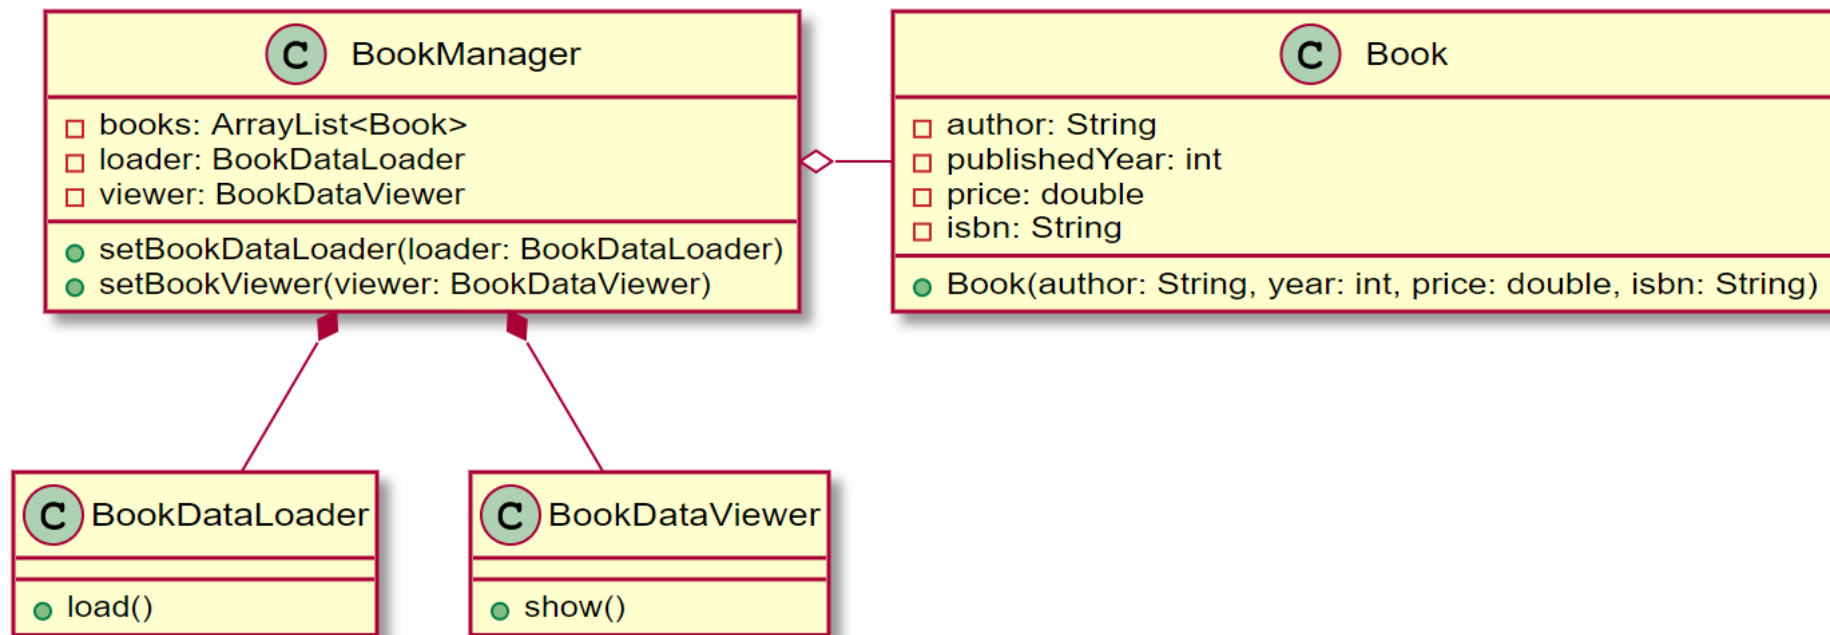 C BookManager
books: ArrayList<Book>
loader: BookDataLoader
viewer: BookDataViewer
setBookDataLoader(loader: BookDataLoader)
setBookViewer(viewer: BookDataViewer)
C Book
author: String
publishedYear: int
price: double
isbn: String
Book(author: String, year: int, price: double, isbn: String)
C BookDataLoader
load()
C BookDataViewer
show()